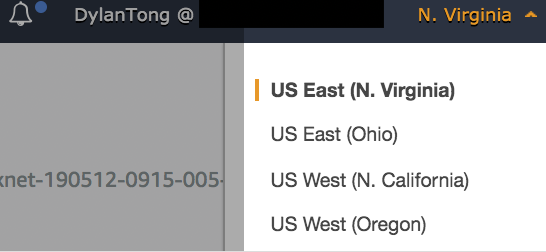 DylanTong @
N. Virginia
US East (N. Virginia)
US East (Ohio)
xnet-190512-0915-005-
US West (N. California)
US West (Oregon)